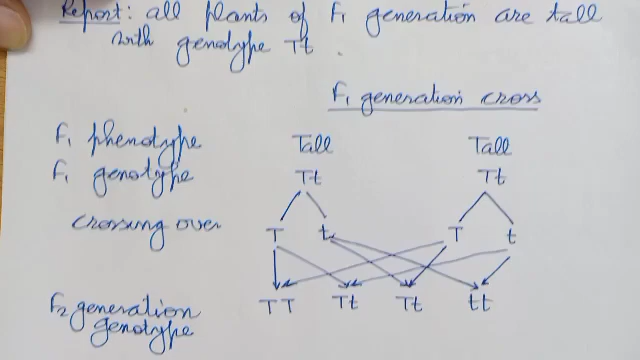 Report: all plants of F₁ generation are tall
with genotype Tt.
F₁ generation cross
F₁ phenotype Tall Tall
F₁ genotype Tt Tt
crossing over T t T t
F₂ generation
genotype TT Tt Tt tt